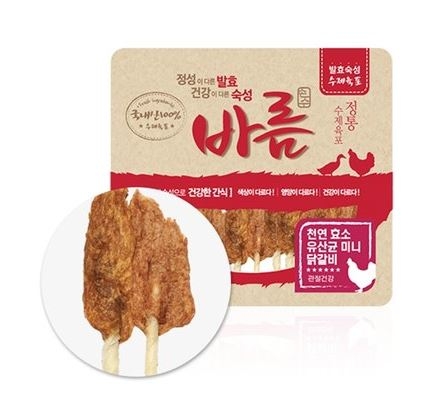 정성이 다른 발효
건강이 다른 숙성
바름
발효숙성
수제육포
정통
수제육포
Fresh ingredients
국내산100%
수제육포
으로 건강한 간식] 색상이 다르다! 영양이 다르다! 건강이 다르다!
천연 효소
유산균 미니
닭갈비
관절건강